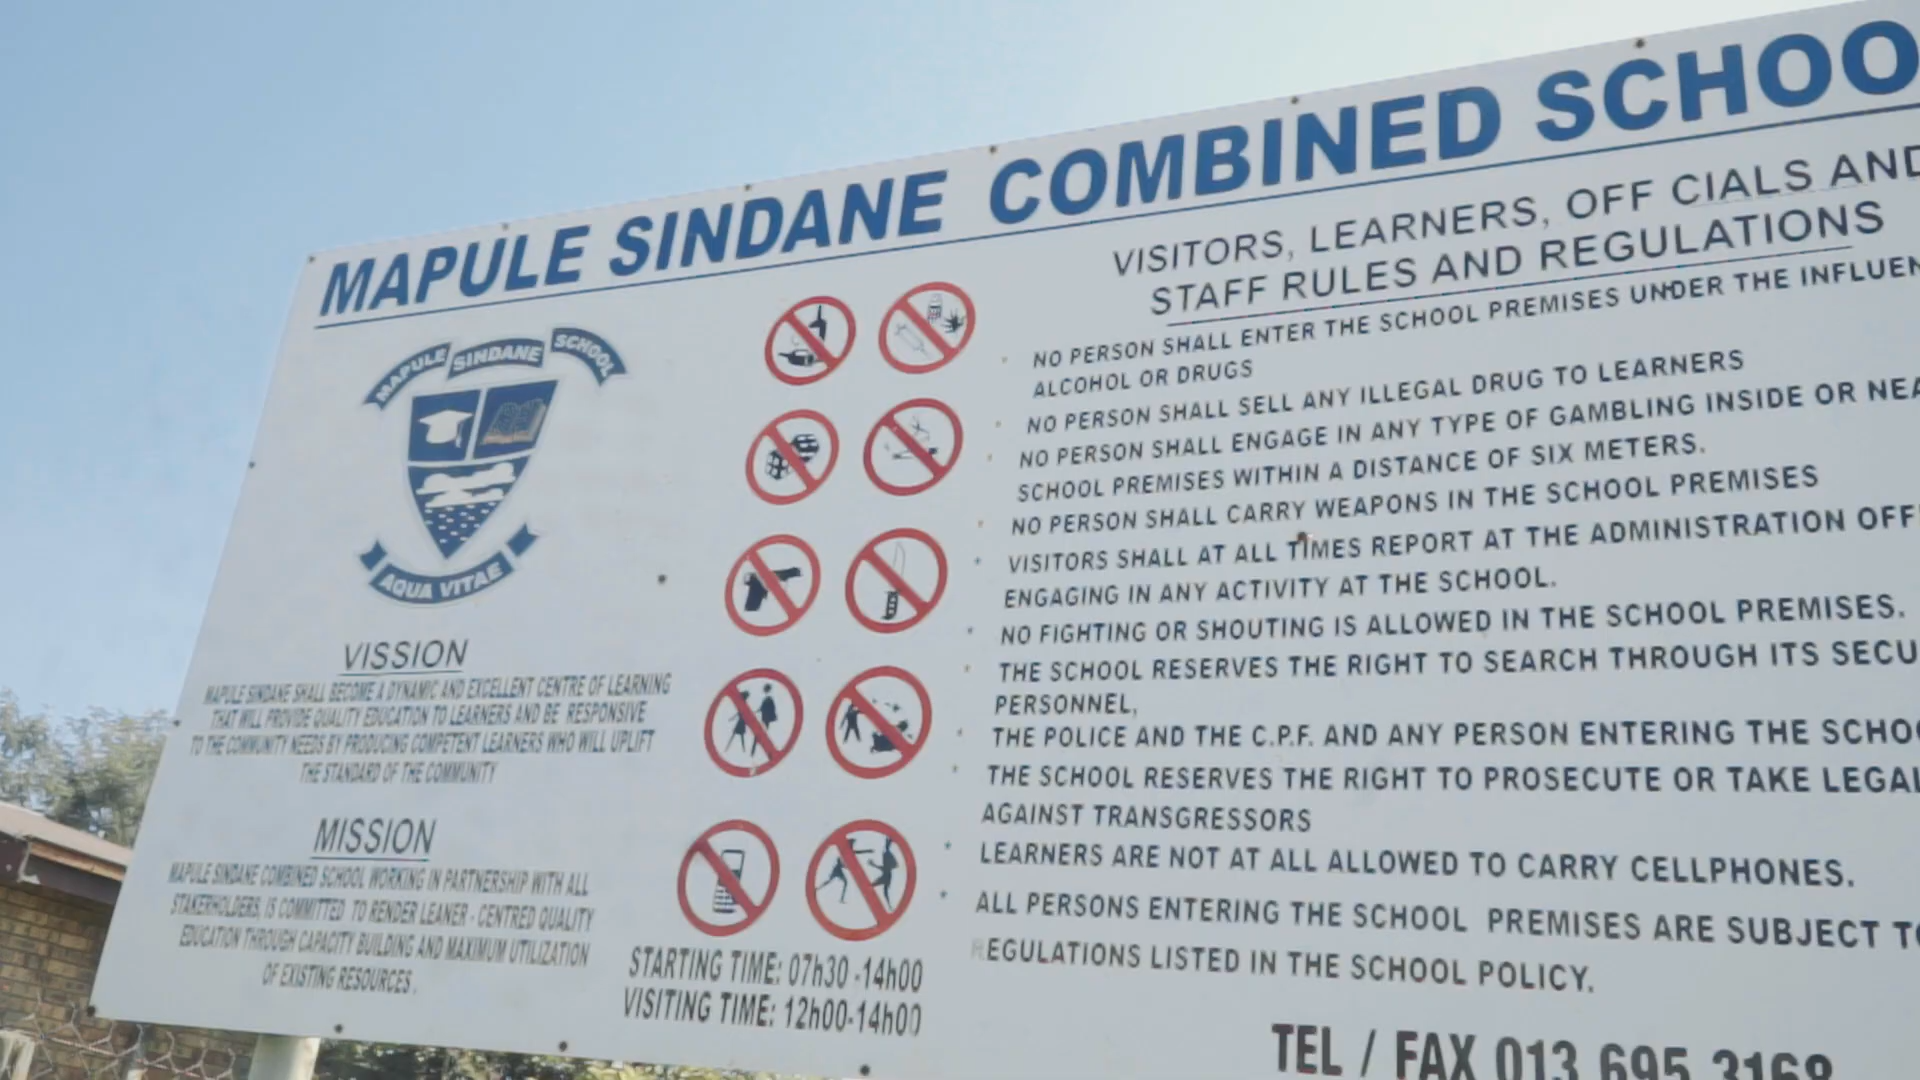 MAPULE SINDANE COMBINED SCHOO
MAPULE SINDANE SCHOOL
AQUA VITAE
VISSION
MAPULE SINDANE SHALL BECOME A DYNAMIC AND EXCELLENT CENTRE OF LEARNING
THAT WILL PROVIDE QUALITY EDUCATION TO LEARNERS AND BE RESPONSIVE
TO THE COMMUNITY NEEDS BY PRODUCING COMPETENT LEARNERS WHO WILL UPLIFT
THE STANDARD OF THE COMMUNITY
MISSION
MAPULE SINDANE COMBINED SCHOOL WORKING IN PARTNERSHIP WITH ALL
STAKERHOLDERS, IS COMMITTED TO RENDER LEANER - CENTRED QUALITY
EDUCATION THROUGH CAPACITY BUILDING AND MAXIMUM UTILIZATION
OF EXISTING RESOURCES.
STARTING TIME: 07h30 -14h00
VISITING TIME: 12h00-14h00
VISITORS, LEARNERS, OFF CIALS AND
STAFF RULES AND REGULATIONS
NO PERSON SHALL ENTER THE SCHOOL PREMISES UNDER THE INFLUEN
ALCOHOL OR DRUGS
NO PERSON SHALL SELL ANY ILLEGAL DRUG TO LEARNERS
NO PERSON SHALL ENGAGE IN ANY TYPE OF GAMBLING INSIDE OR NEA
SCHOOL PREMISES WITHIN A DISTANCE OF SIX METERS.
NO PERSON SHALL CARRY WEAPONS IN THE SCHOOL PREMISES
VISITORS SHALL AT ALL TIMES REPORT AT THE ADMINISTRATION OFF
ENGAGING IN ANY ACTIVITY AT THE SCHOOL.
NO FIGHTING OR SHOUTING IS ALLOWED IN THE SCHOOL PREMISES.
THE SCHOOL RESERVES THE RIGHT TO SEARCH THROUGH ITS SECU
PERSONNEL,
THE POLICE AND THE C.P.F. AND ANY PERSON ENTERING THE SCHO
THE SCHOOL RESERVES THE RIGHT TO PROSECUTE OR TAKE LEGAL
AGAINST TRANSGRESSORS
LEARNERS ARE NOT AT ALL ALLOWED TO CARRY CELLPHONES.
ALL PERSONS ENTERING THE SCHOOL PREMISES ARE SUBJECT TO
REGULATIONS LISTED IN THE SCHOOL POLICY.
TEL / FAX 013 695 3168